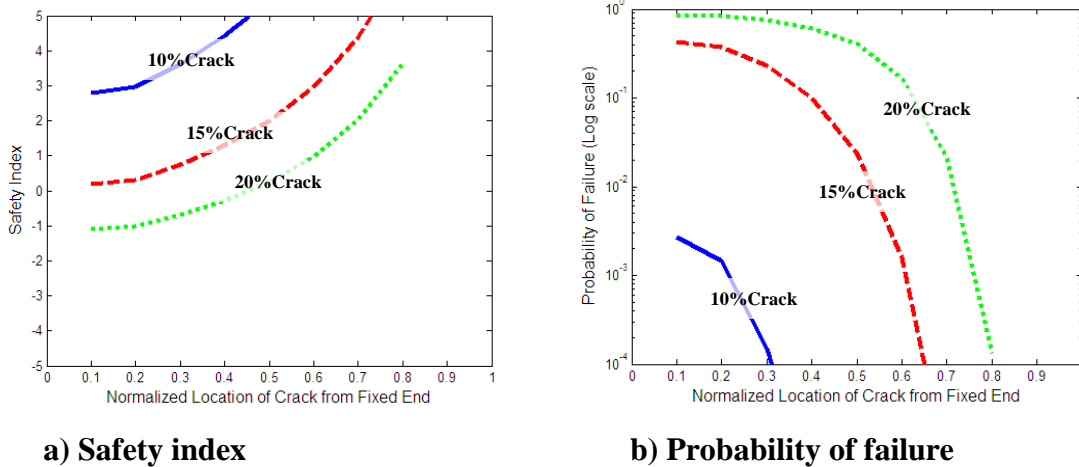 5
4
3
2
1
0
-1
-2
-3
-4
-5
Safety Index
10%Crack
15%Crack
20%Crack
0 0.1 0.2 0.3 0.4 0.5 0.6 0.7 0.8 0.9 1
Normalized Location of Crack from Fixed End
a) Safety index
10^0
10^-1
10^-2
10^-3
10^-4
Probability of Failure (Log scale)
20%Crack
15%Crack
10%Crack
0 0.1 0.2 0.3 0.4 0.5 0.6 0.7 0.8 0.9
Normalized Location of Crack from Fixed End
b) Probability of failure